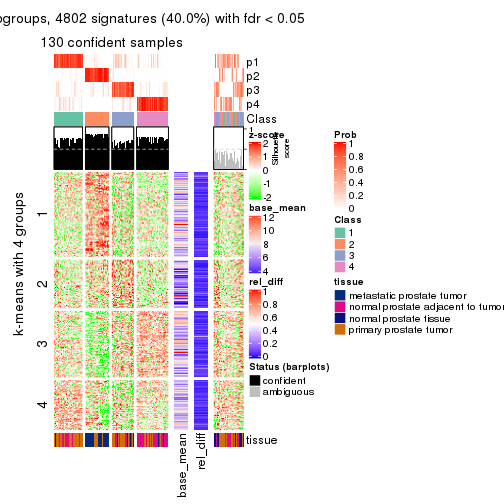 ogroups, 4802 signatures (40.0%) with fdr < 0.05
130 confident samples
p1
p2
p3
p4
Class
1
Silhouette
score
z-score
2
1
0
-1
-2
base_mean
12
10
8
6
4
rel_diff
1
0.8
0.6
0.4
0.2
0
Status (barplots)
confident
ambiguous
Prob
1
0.8
0.6
0.4
0.2
0
Class
1
2
3
4
tissue
metastatic prostate tumor
normal prostate adjacent to tumor
normal prostate tissue
primary prostate tumor
k-means with 4 groups
1
2
3
4
tissue
base_mean
rel_diff